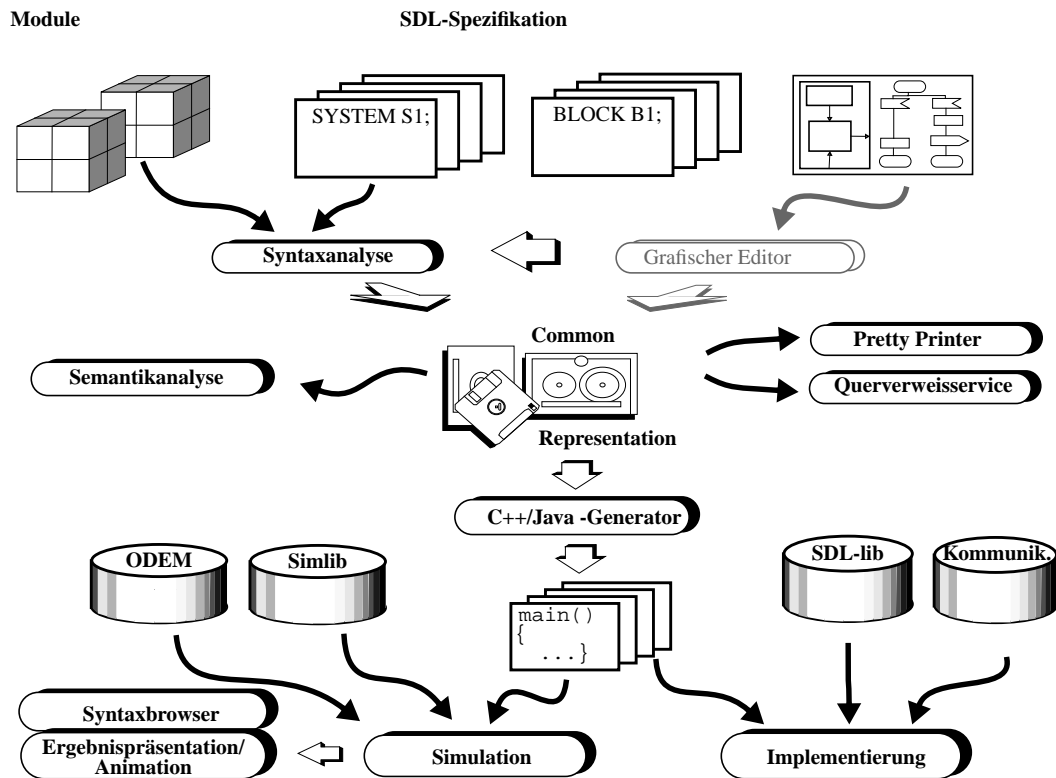 Module
SDL-Spezifikation
SYSTEM S1;
BLOCK B1;
Syntaxanalyse
Grafischer Editor
Common
Pretty Printer
Semantikanalyse
Querverweisservice
Representation
C++/Java -Generator
ODEM
Simlib
SDL-lib
Kommunik.
main()
{
...}
Syntaxbrowser
Ergebnispräsentation/
Animation
Simulation
Implementierung